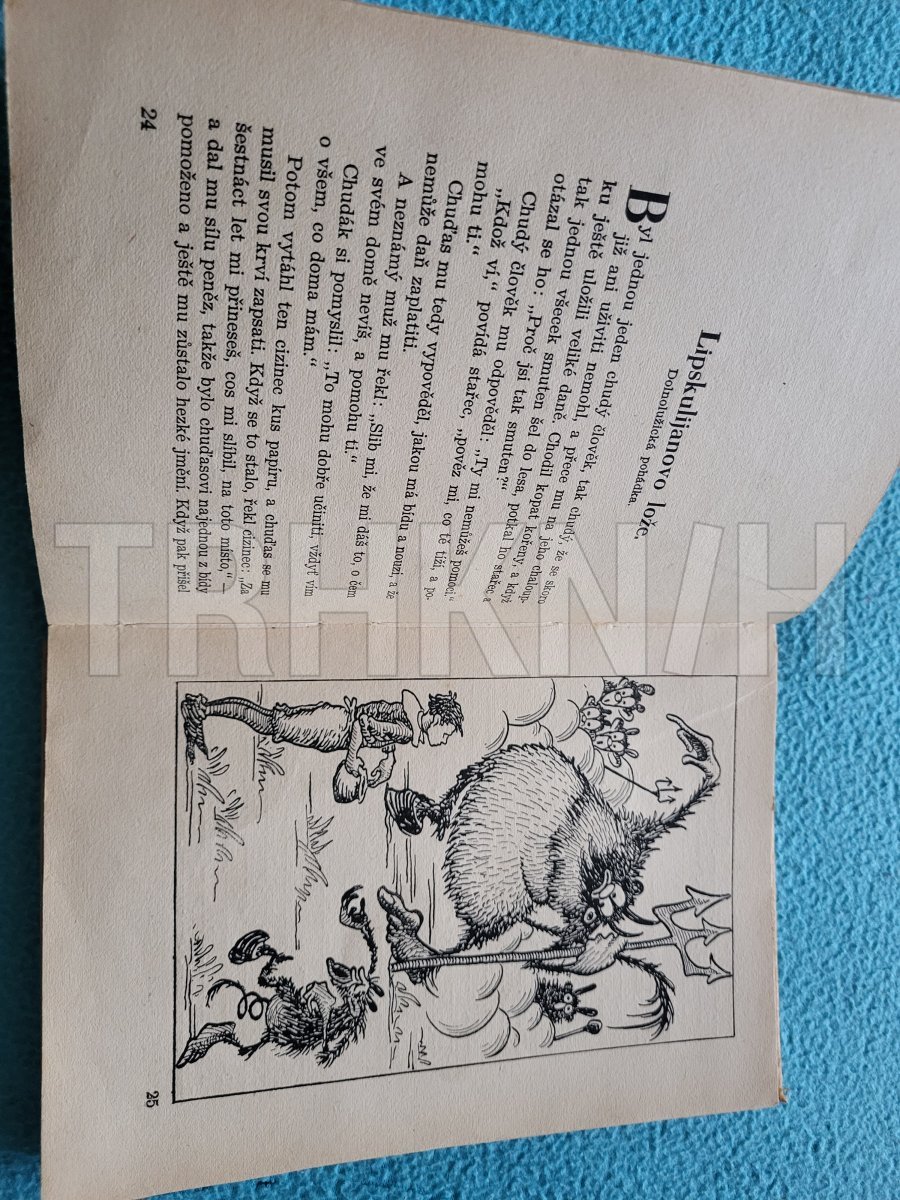 Lipskulijanovo lože.
Dolnolužická pohádka.
Byl jednou jeden chudý člověk, tak chudý, že se skoro
již ani uživiti nemohl, a přece mu na jeho chaloup-
ku ještě uložili veliké daně. Chodil kopat kořeny, a když
tak jednou všecek smuten šel do lesa, potkal ho stařec a
otázal se ho: „Proč jsi tak smuten?“
Chudý člověk mu odpověděl: „Ty mi nemůžeš pomoci.“
„Kdož ví,“ povídá stařec, „pověz mi, co tě tíží, a po-
mohu ti.“
Chuďas mu tedy vypověděl, jakou má bídu a nouzi, a že
nemůže daň zaplatiti.
A neznámý muž mu řekl: „Slib mi, že mi dáš to, o čem
ve svém domě nevíš, a pomohu ti.“
Chudák si pomyslil: „To mohu dobře učiniti, vždyť vím
o všem, co doma mám.“
Potom vytáhl ten cizinec kus papíru, a chuďas se mu
musil svou krví zapsati. Když se to stalo, řekl cizinec: „Za
šestnáct let mi přineseš, cos mi slíbil, na toto místo,“ —
a dal mu sílu peněz, takže bylo chuďasovi najednou z bídy
pomoženo a ještě mu zůstalo hezké jmění. Když pak přišel
24
25
TRHKNIH